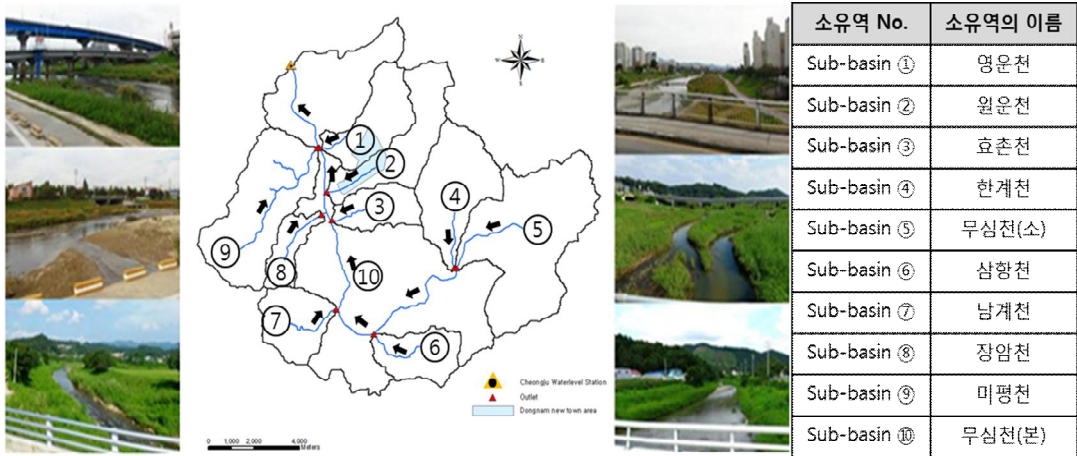 N
W
E
S
①
②
③
④
⑤
⑥
⑦
⑧
⑨
⑩
Cheongju Waterlevel Station
Outlet
Dongnam new town area
0 1,000 2,000 4,000
Meters
소유역 No. 소유역의 이름
Sub-basin ① 영운천
Sub-basin ② 원운천
Sub-basin ③ 효촌천
Sub-basin ④ 한계천
Sub-basin ⑤ 무심천(소)
Sub-basin ⑥ 삼항천
Sub-basin ⑦ 남계천
Sub-basin ⑧ 장암천
Sub-basin ⑨ 미평천
Sub-basin ⑩ 무심천(본)